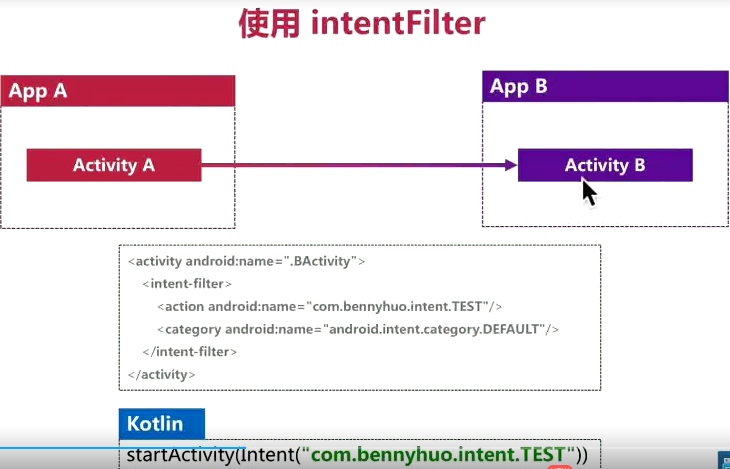 使用 intentFilter
App A
App B
Activity A
Activity B
<activity android:name=".BActivity">
<intent-filter>
<action android:name="com.bennyhuo.intent.TEST"/>
<category android:name="android.intent.category.DEFAULT"/>
</intent-filter>
</activity>
Kotlin
startActivity(Intent("com.bennyhuo.intent.TEST"))